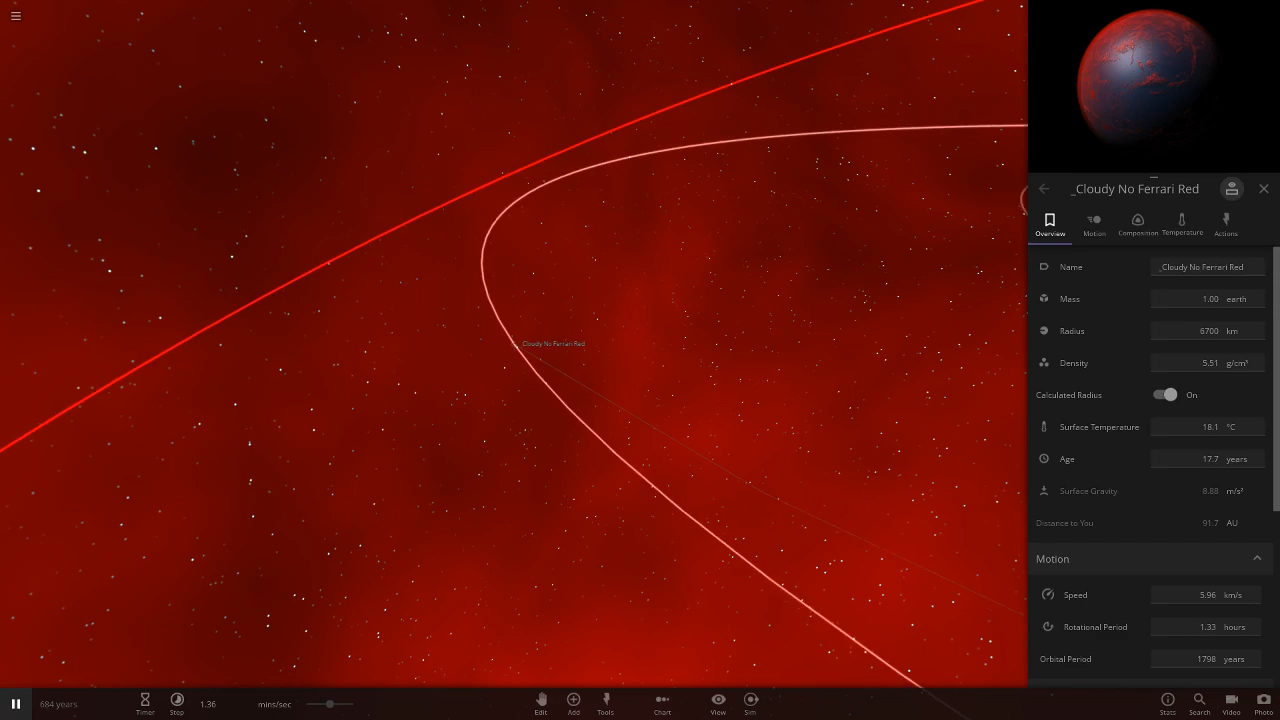 _Cloudy No Ferrari Red
Overview
Motion
Composition
Temperature
Actions
Name _Cloudy No Ferrari Red
Mass 1.00 earth
Radius 6700 km
Density 5.51 g/cm³
Calculated Radius On
Surface Temperature 18.1 °C
Age 17.7 years
Surface Gravity 8.88 m/s²
Distance to You 91.7 AU
Motion
Speed 5.96 km/s
Rotational Period 1.33 hours
Orbital Period 1798 years
_Cloudy No Ferrari Red
684 years
Timer
Step
1.36 mins/sec
Edit
Add
Tools
Chart
View
Sim
Stats
Search
Video
Photo